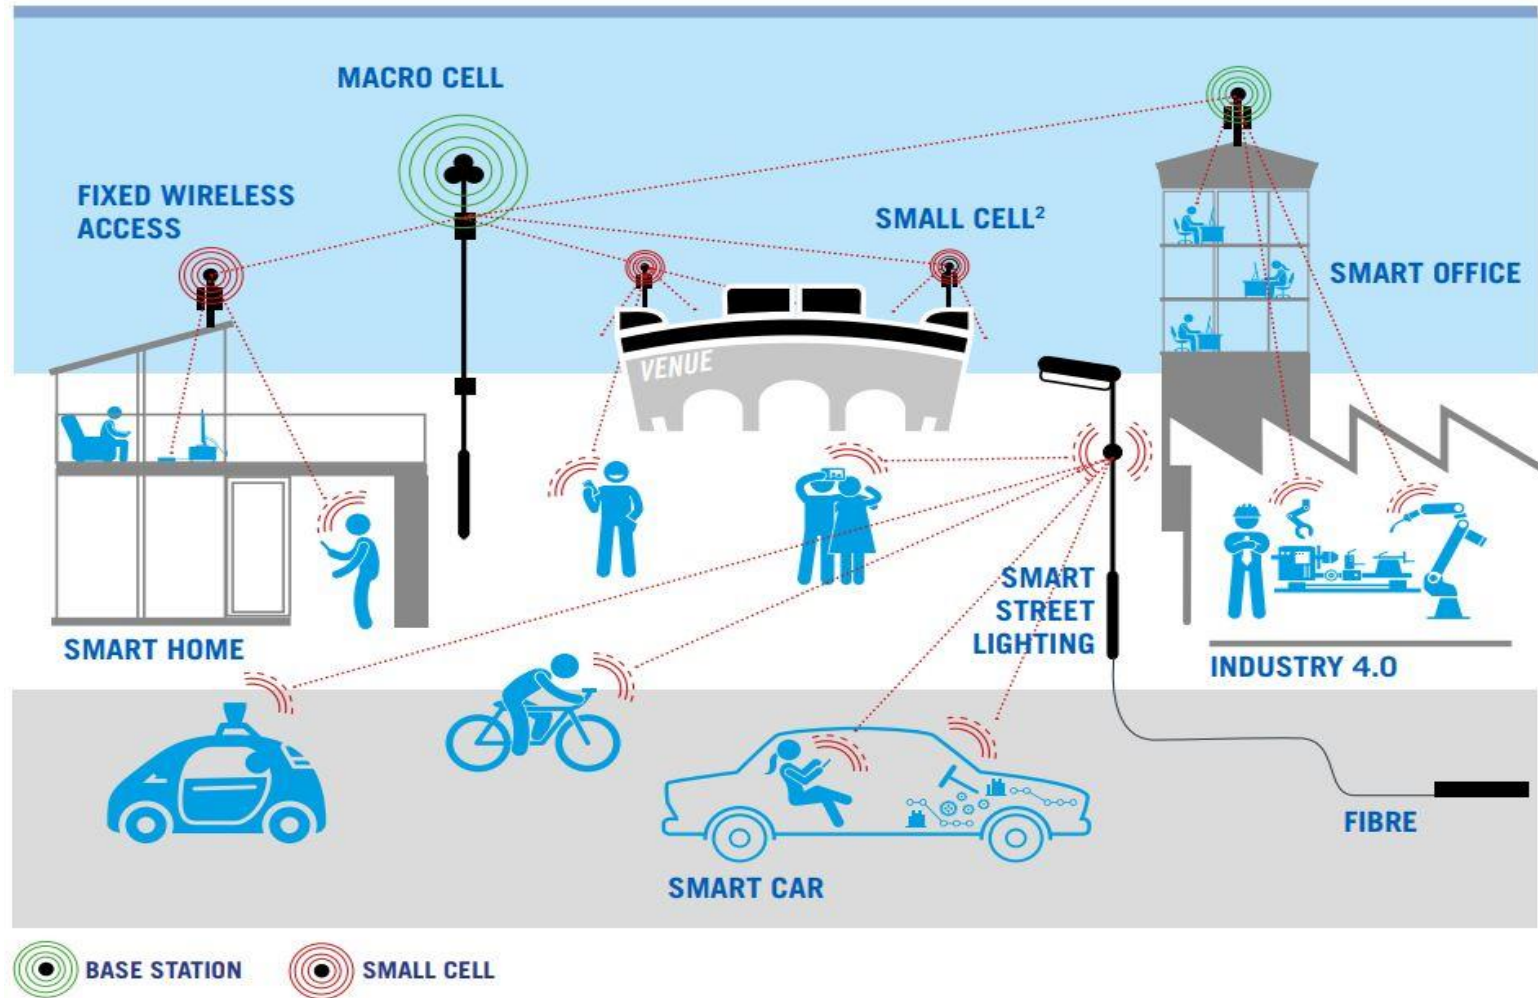 MACRO CELL
FIXED WIRELESS
ACCESS
SMALL CELL²
SMART OFFICE
VENUE
SMART
STREET
LIGHTING
SMART HOME
INDUSTRY 4.0
FIBRE
SMART CAR
BASE STATION
SMALL CELL